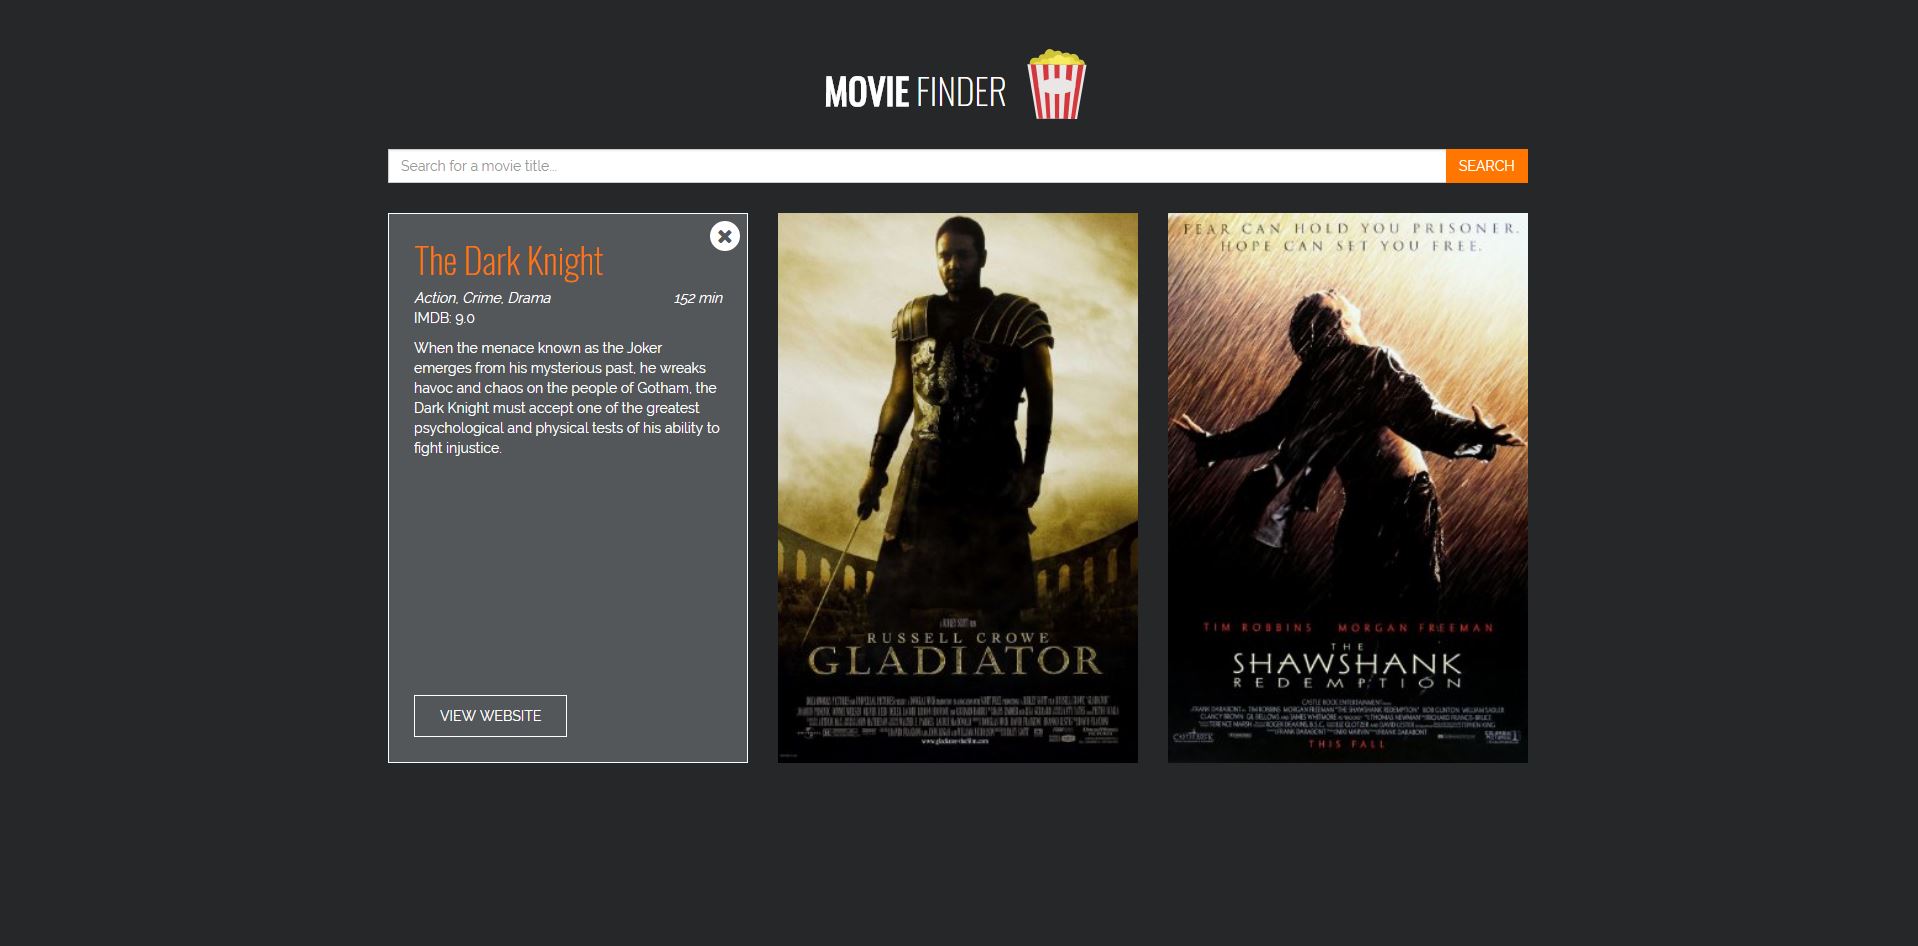 MOVIE FINDER
Search for a movie title...
SEARCH
The Dark Knight
Action, Crime, Drama
152 min
IMDB: 9.0
When the menace known as the Joker
emerges from his mysterious past, he wreaks
havoc and chaos on the people of Gotham, the
Dark Knight must accept one of the greatest
psychological and physical tests of his ability to
fight injustice.
VIEW WEBSITE
RUSSELL CROWE
GLADIATOR
FEAR CAN HOLD YOU PRISONER.
HOPE CAN SET YOU FREE.
TIM ROBBINS MORGAN FREEMAN
THE
SHAWSHANK
REDEMPTION
CASTLE ROCK ENTERTAINMENT
THIS FALL